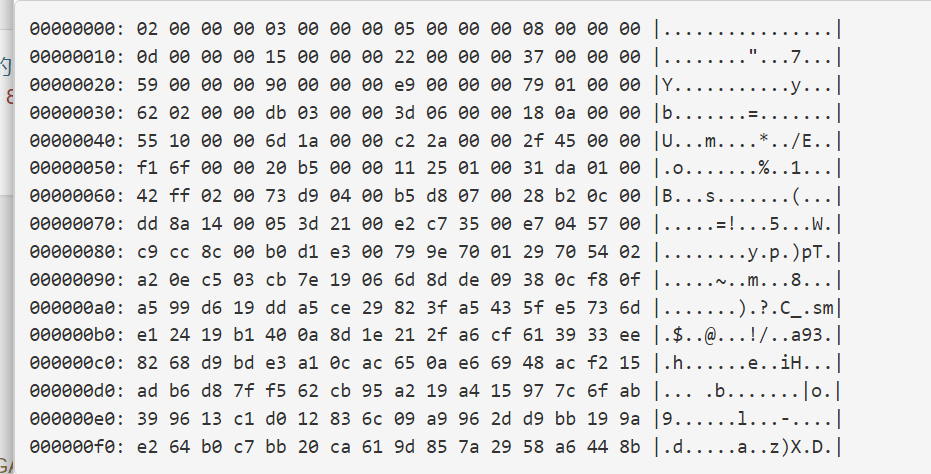 的
8
00000000: 02 00 00 00 03 00 00 00 05 00 00 00 08 00 00 00 |................|
00000010: 0d 00 00 00 15 00 00 00 22 00 00 00 37 00 00 00 |........"...7...|
00000020: 59 00 00 00 90 00 00 00 e9 00 00 00 79 01 00 00 |Y...........y...|
00000030: 62 02 00 00 db 03 00 00 3d 06 00 00 18 0a 00 00 |b.......=.......|
00000040: 55 10 00 00 6d 1a 00 00 c2 2a 00 00 2f 45 00 00 |U...m....*../E..|
00000050: f1 6f 00 00 20 b5 00 00 11 25 01 00 31 da 01 00 |.o.......%..1...|
00000060: 42 ff 02 00 73 d9 04 00 b5 d8 07 00 28 b2 0c 00 |B...s.......(...|
00000070: dd 8a 14 00 05 3d 21 00 e2 c7 35 00 e7 04 57 00 |.....=!...5...W.|
00000080: c9 cc 8c 00 b0 d1 e3 00 79 9e 70 01 29 70 54 02 |........y.p.)pT.|
00000090: a2 0e c5 03 cb 7e 19 06 6d 8d de 09 38 0c f8 0f |.....~..m...8...|
000000a0: a5 99 d6 19 dd a5 ce 29 82 3f a5 43 5f e5 73 6d |.......).?.C_.sm|
000000b0: e1 24 19 b1 40 0a 8d 1e 21 2f a6 cf 61 39 33 ee |.$..@...!/..a93.|
000000c0: 82 68 d9 bd e3 a1 0c ac 65 0a e6 69 48 ac f2 15 |.h......e..iH...|
000000d0: ad b6 d8 7f f5 62 cb 95 a2 19 a4 15 97 7c 6f ab |... .b.......|o.|
000000e0: 39 96 13 c1 d0 12 83 6c 09 a9 96 2d d9 bb 19 9a |9......l...-....|
000000f0: e2 64 b0 c7 bb 20 ca 61 9d 85 7a 29 58 a6 44 8b |.d.....a..z)X.D.|